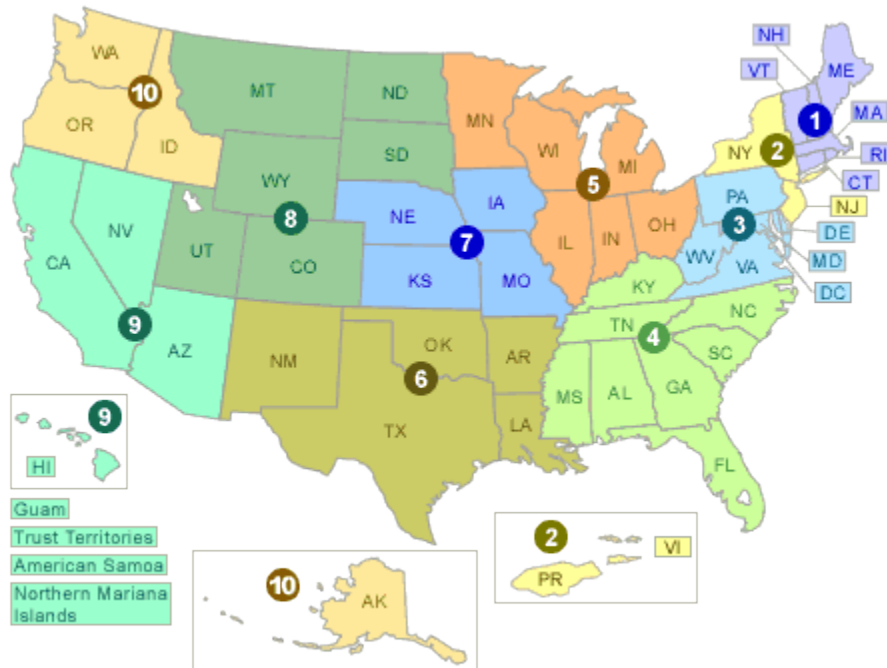 NH
WA
VT
ME
10
MT
ND
MN
1
MA
OR
ID
WI
NY
2
RI
SD
MI
CT
WY
5
PA
NJ
8
NE
IA
3
DE
NV
7
IL
IN
OH
WV
MD
UT
CO
VA
CA
KS
MO
DC
KY
NC
9
TN
4
AZ
NM
OK
AR
SC
6
MS
AL
GA
9
TX
LA
HI
FL
Guam
Trust Territories
2
VI
American Samoa
10
PR
Northern Mariana
Islands
AK